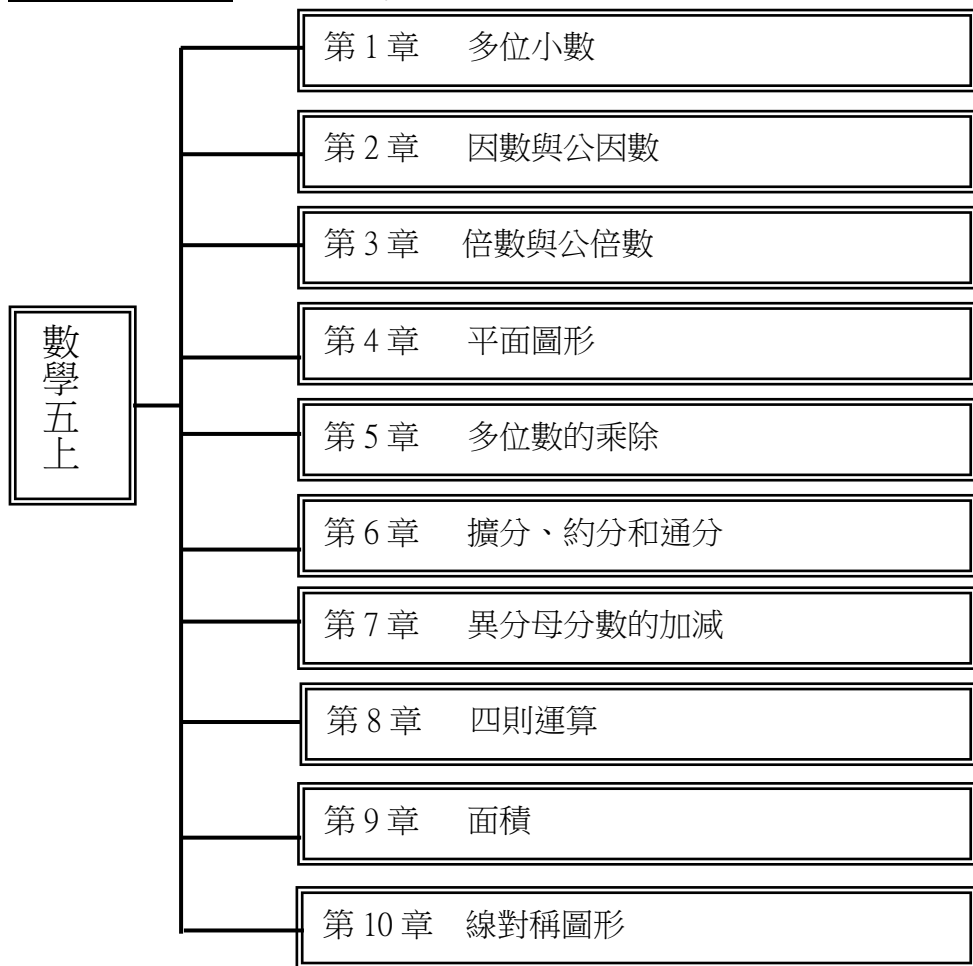 第 1 章 多位小數
第 2 章 因數與公因數
第 3 章 倍數與公倍數
第 4 章 平面圖形
數學五上
第 5 章 多位數的乘除
第 6 章 擴分、約分和通分
第 7 章 異分母分數的加減
第 8 章 四則運算
第 9 章 面積
第 10 章 線對稱圖形